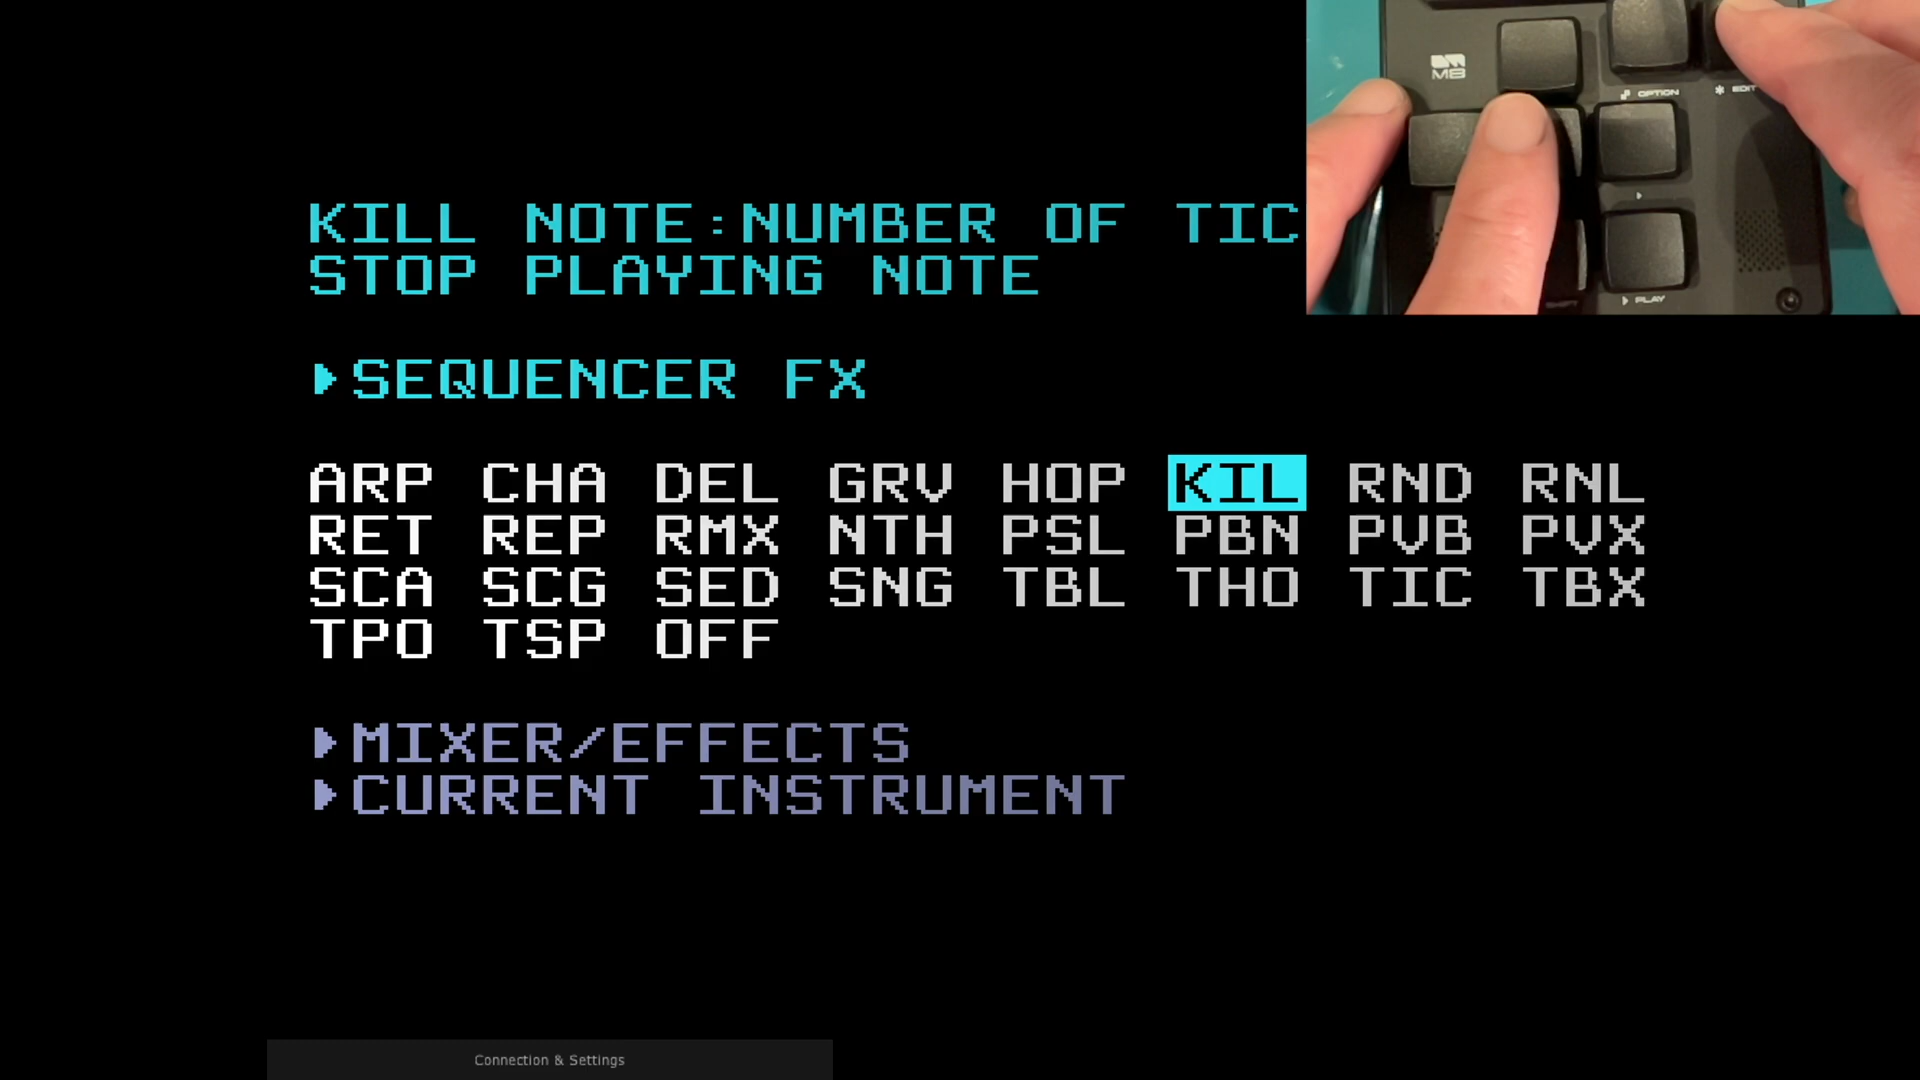 KILL NOTE:NUMBER OF TIC
STOP PLAYING NOTE
SEQUENCER FX
ARP CHA DEL GRV HOP KIL RND RNL
RET REP RMX NTH PSL PBN PVB PVX
SCA SCG SED SNG TBL THO TIC TBX
TPO TSP OFF
MIXER/EFFECTS
CURRENT INSTRUMENT
Connection & Settings
M8
OPTION
EDIT
SHIFT
PLAY